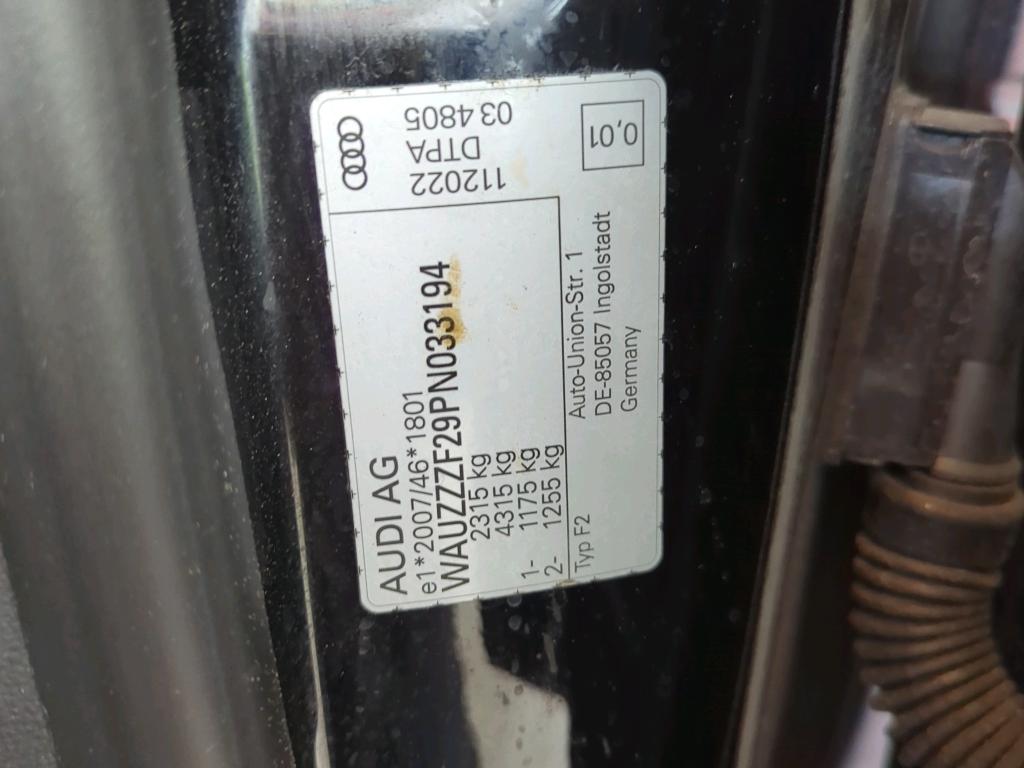 AUDI AG
e1*2007/46*1801
WAUZZZF29PN033194
2315 kg
4315 kg
1- 1175 kg
2- 1255 kg
Typ F2
Auto-Union-Str. 1
DE-85057 Ingolstadt
Germany
03 4805
DTPA
112022
0,01